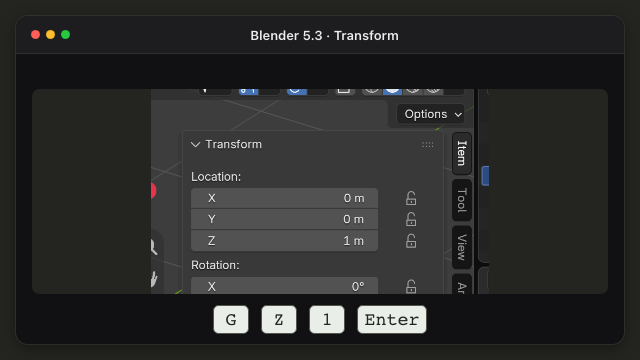 Blender 5.3 · Transform
Options
Transform
Item
Location:
X 0 m
Y 0 m
Tool
Z 1 m
View
Rotation:
X 0°
G Z 1 Enter